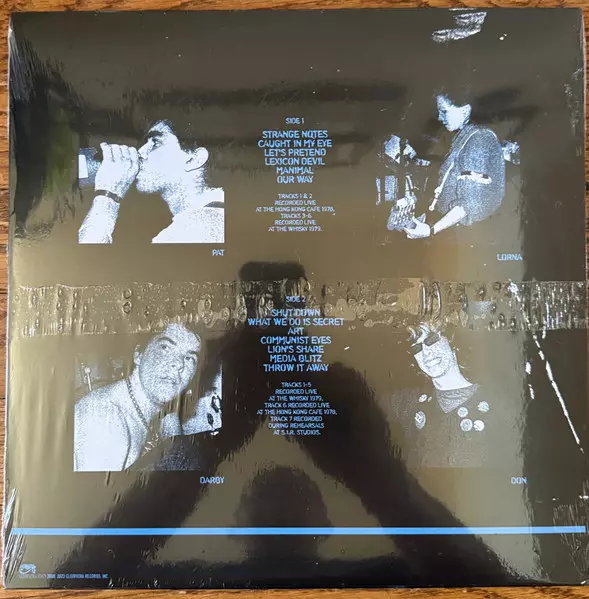 SIDE 1
STRANGE NOTES
CAUGHT IN MY EYE
LET'S PRETEND
LEXICON DEVIL
MANIMAL
OUR WAY
TRACKS 1 & 2
RECORDED LIVE
AT THE HONG KONG CAFE 1978,
TRACKS 3-6
RECORDED LIVE
AT THE WHISKY 1979.
PAT
LORNA
SIDE 2
SHUT DOWN
WHAT WE DO IS SECRET
ART
COMMUNIST EYES
LION'S SHARE
MEDIA BLITZ
THROW IT AWAY
TRACKS 1-5
RECORDED LIVE
AT THE WHISKY 1979,
TRACK 6 RECORDED LIVE
AT THE HONG KONG CAFE 1978,
TRACK 7 RECORDED
DURING REHEARSALS
AT S.I.R. STUDIOS.
DARBY
DON
2023 CLEOPATRA RECORDS, INC